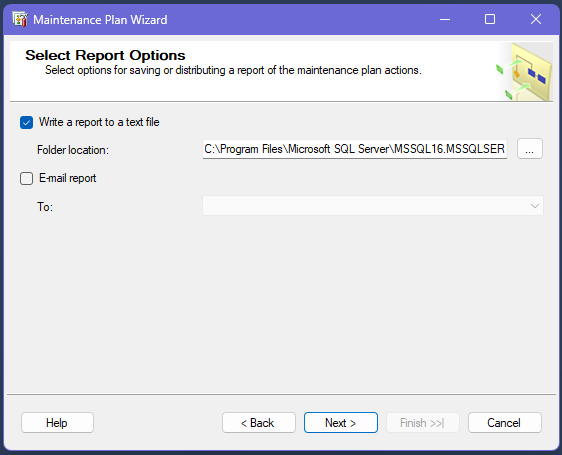 Maintenance Plan Wizard
Select Report Options
Select options for saving or distributing a report of the maintenance plan actions.
Write a report to a text file
Folder location: C:\Program Files\Microsoft SQL Server\MSSQL16.MSSQLSER ...
E-mail report
To:
Help < Back Next > Finish >>| Cancel